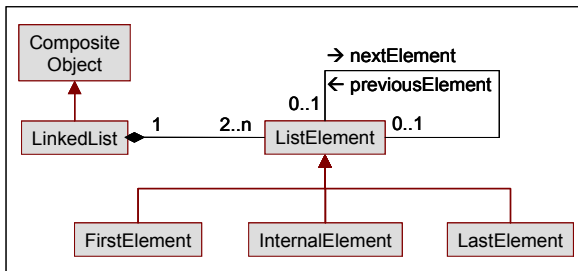 Composite
Object
→ nextElement
← previousElement
0..1
LinkedList
1
2..n
ListElement
0..1
FirstElement
InternalElement
LastElement